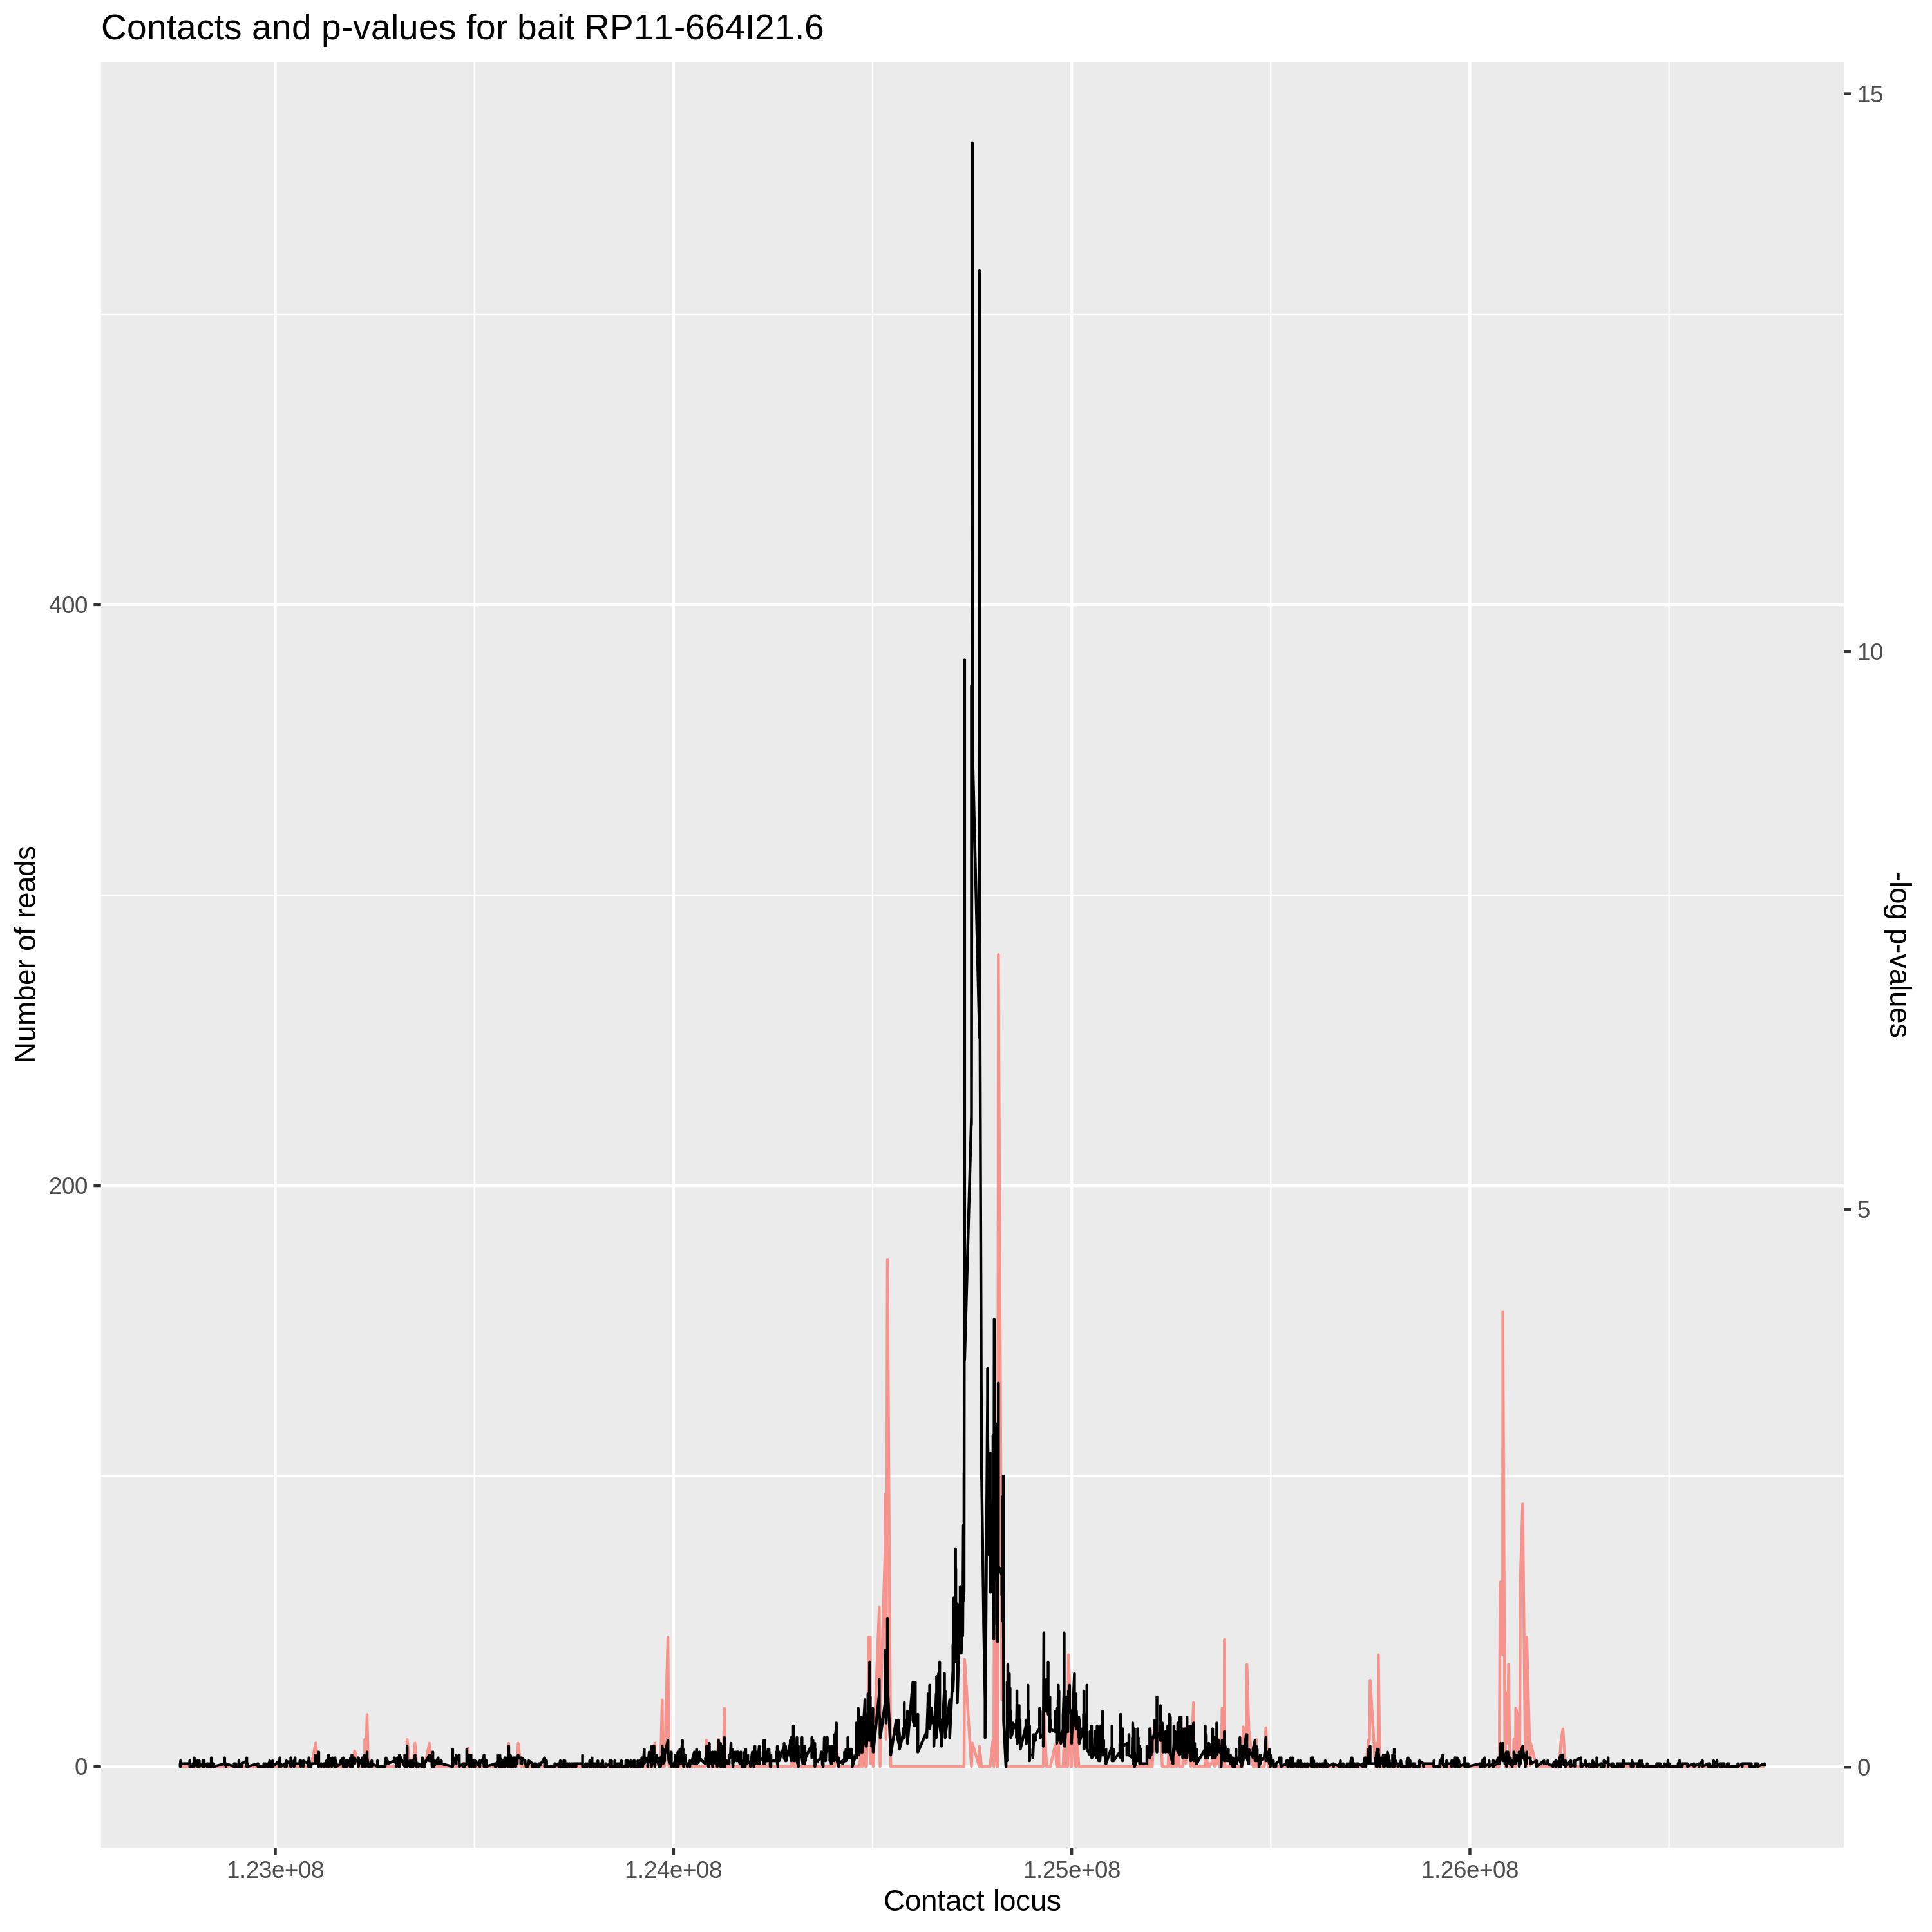 Contacts and p-values for bait RP11-664I21.6
15
400
10
Number of reads
-log p-values
200
5
0
0
1.23e+08 1.24e+08 1.25e+08 1.26e+08
Contact locus